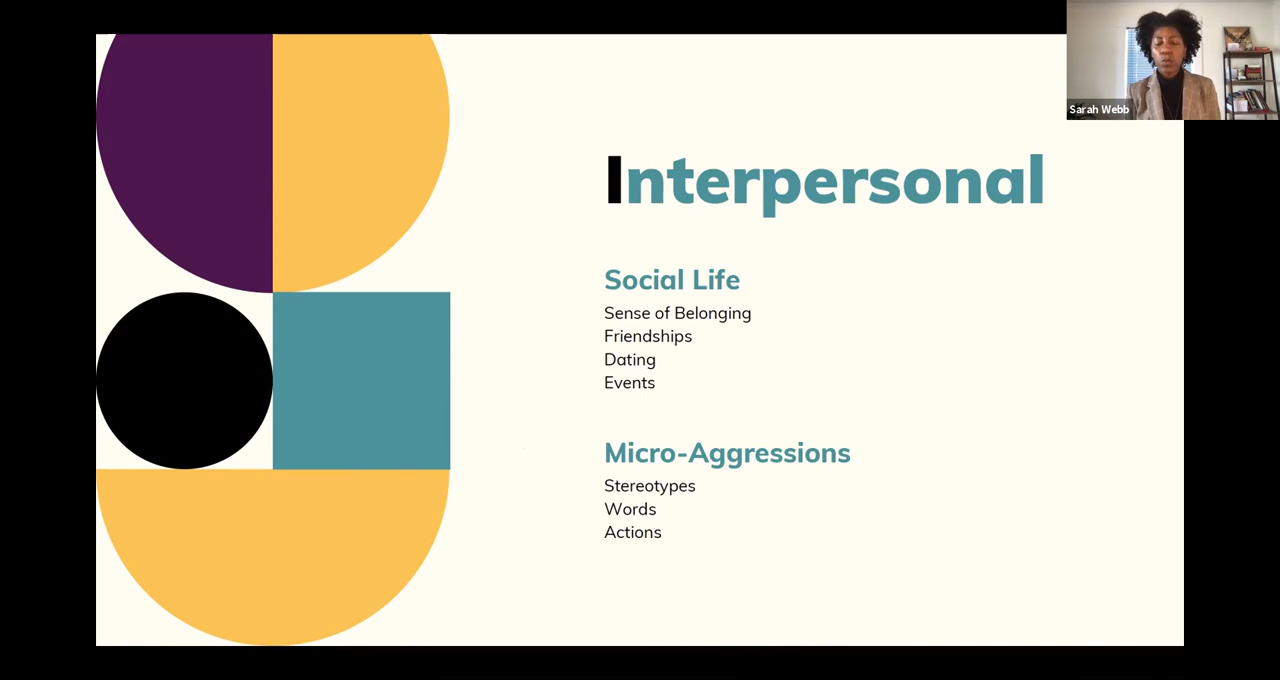 Sarah Webb
Interpersonal
Social Life
Sense of Belonging
Friendships
Dating
Events
Micro-Aggressions
Stereotypes
Words
Actions